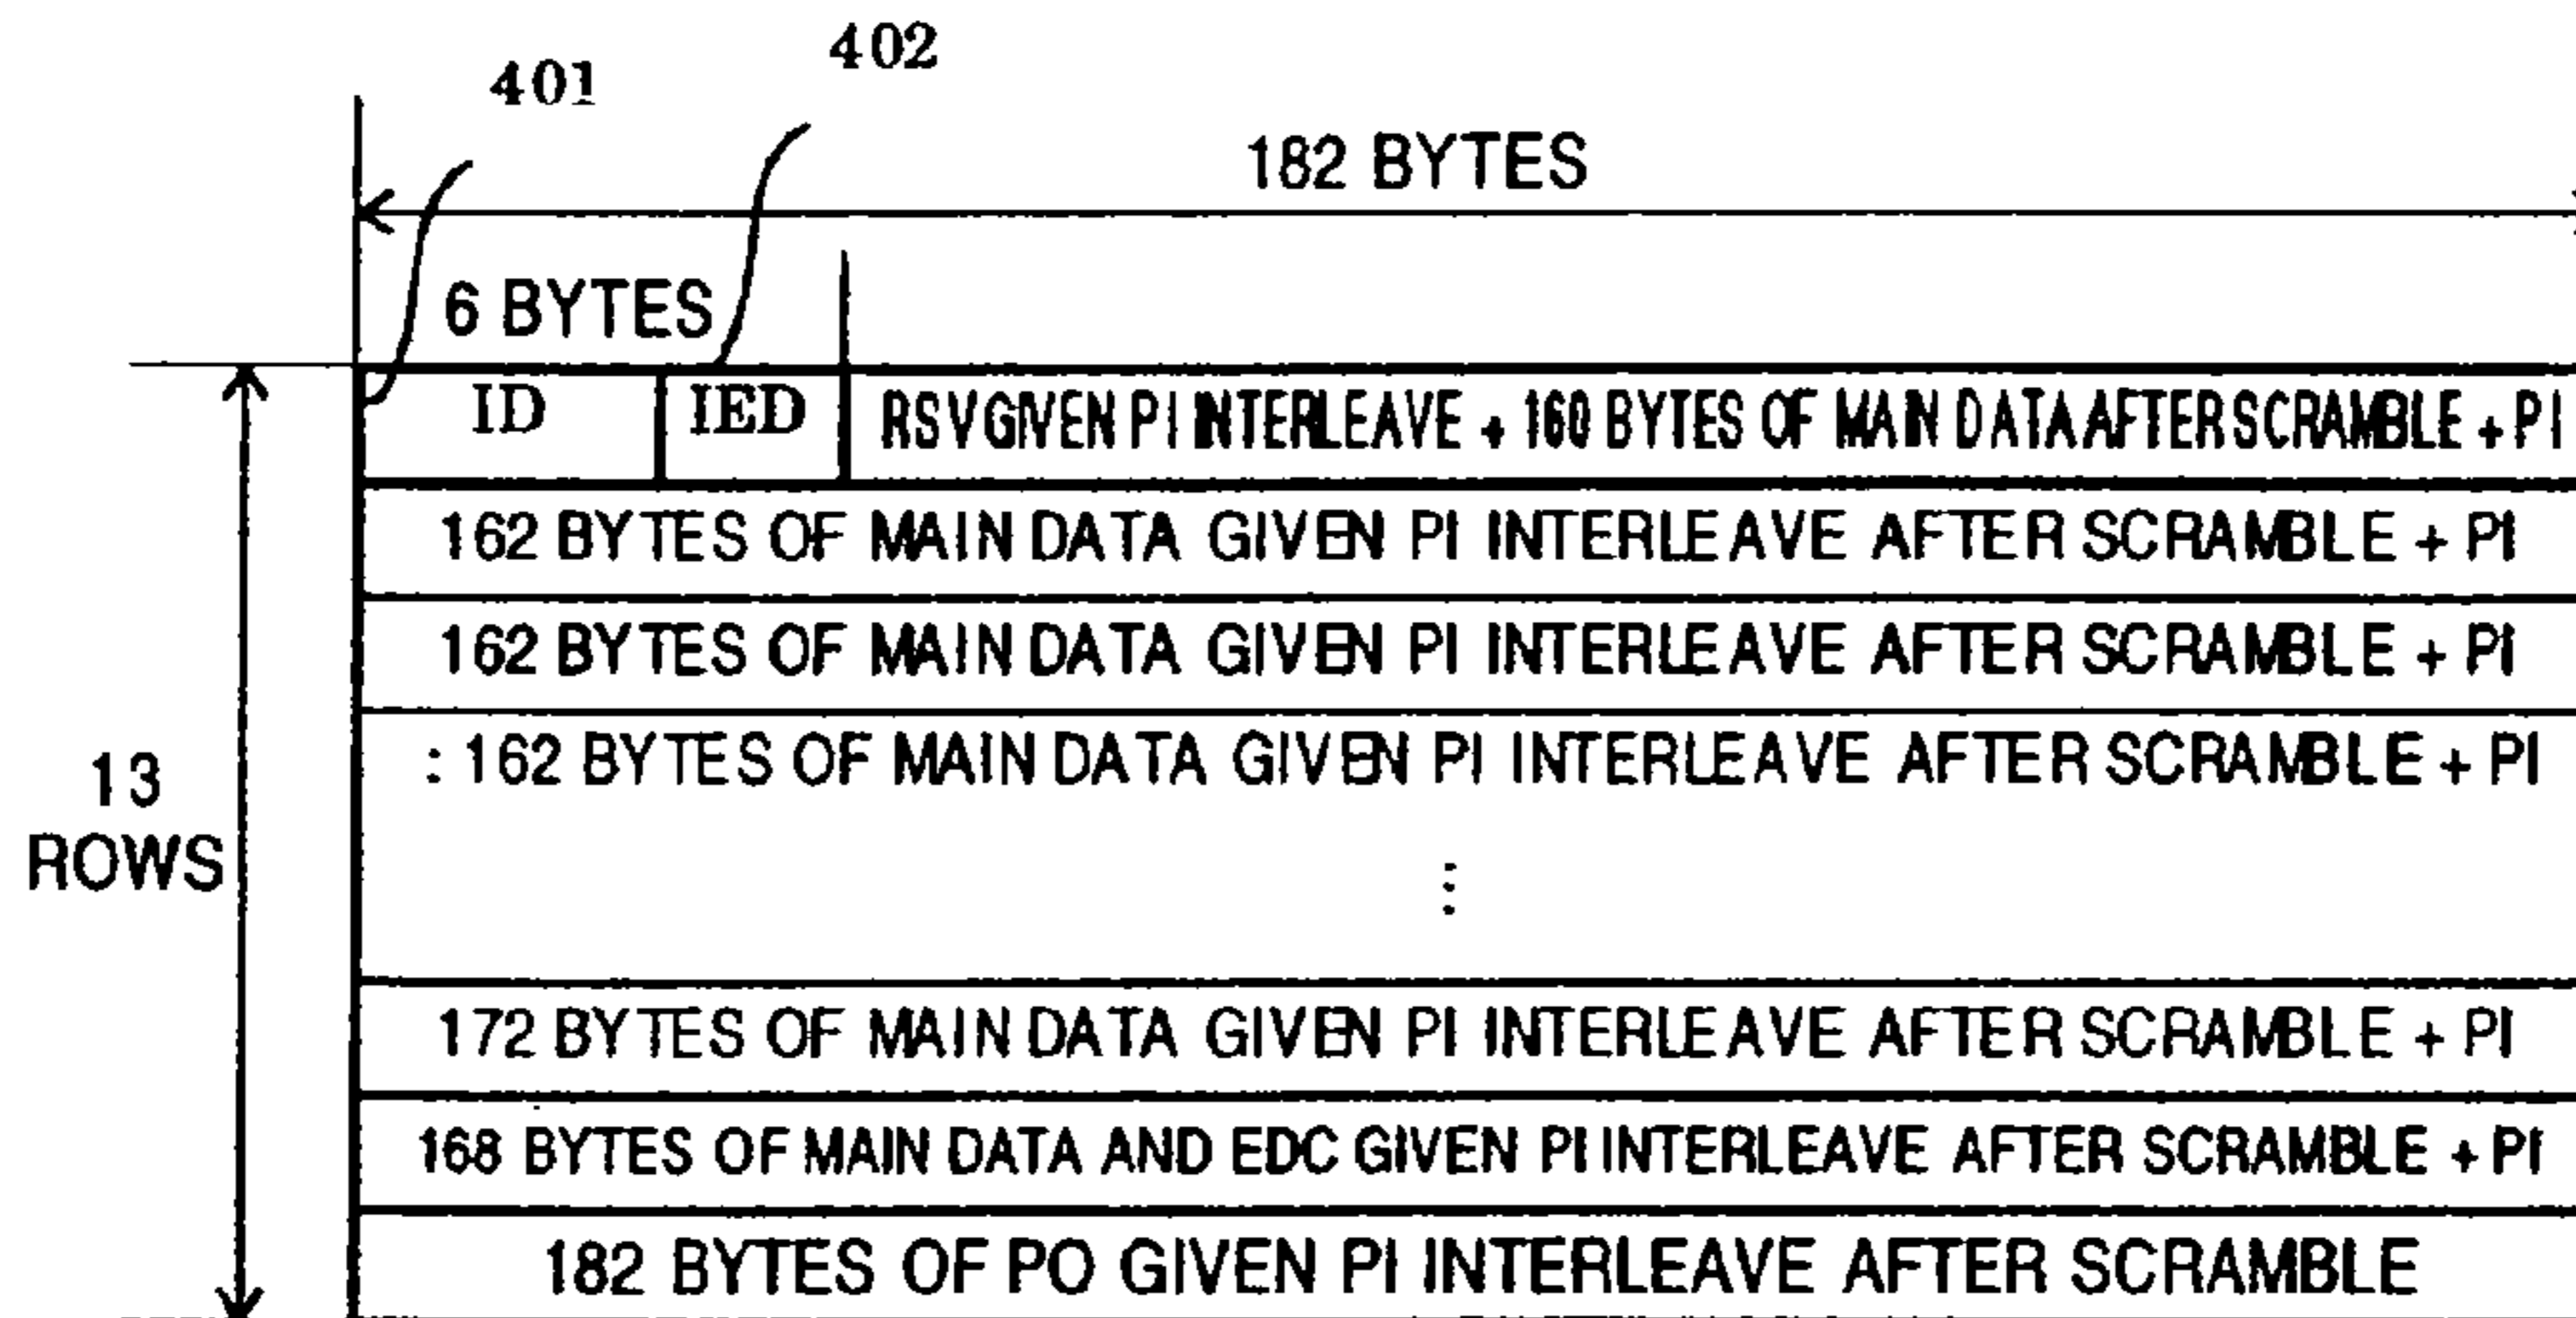 401
402
182 BYTES
6 BYTES
ID IED RSV GIVEN PI INTERLEAVE + 160 BYTES OF MAIN DATA AFTER SCRAMBLE + PI
162 BYTES OF MAIN DATA GIVEN PI INTERLEAVE AFTER SCRAMBLE + PI
162 BYTES OF MAIN DATA GIVEN PI INTERLEAVE AFTER SCRAMBLE + PI
: 162 BYTES OF MAIN DATA GIVEN PI INTERLEAVE AFTER SCRAMBLE + PI
13
ROWS
⋮
172 BYTES OF MAIN DATA GIVEN PI INTERLEAVE AFTER SCRAMBLE + PI
168 BYTES OF MAIN DATA AND EDC GIVEN PI INTERLEAVE AFTER SCRAMBLE + PI
182 BYTES OF PO GIVEN PI INTERLEAVE AFTER SCRAMBLE